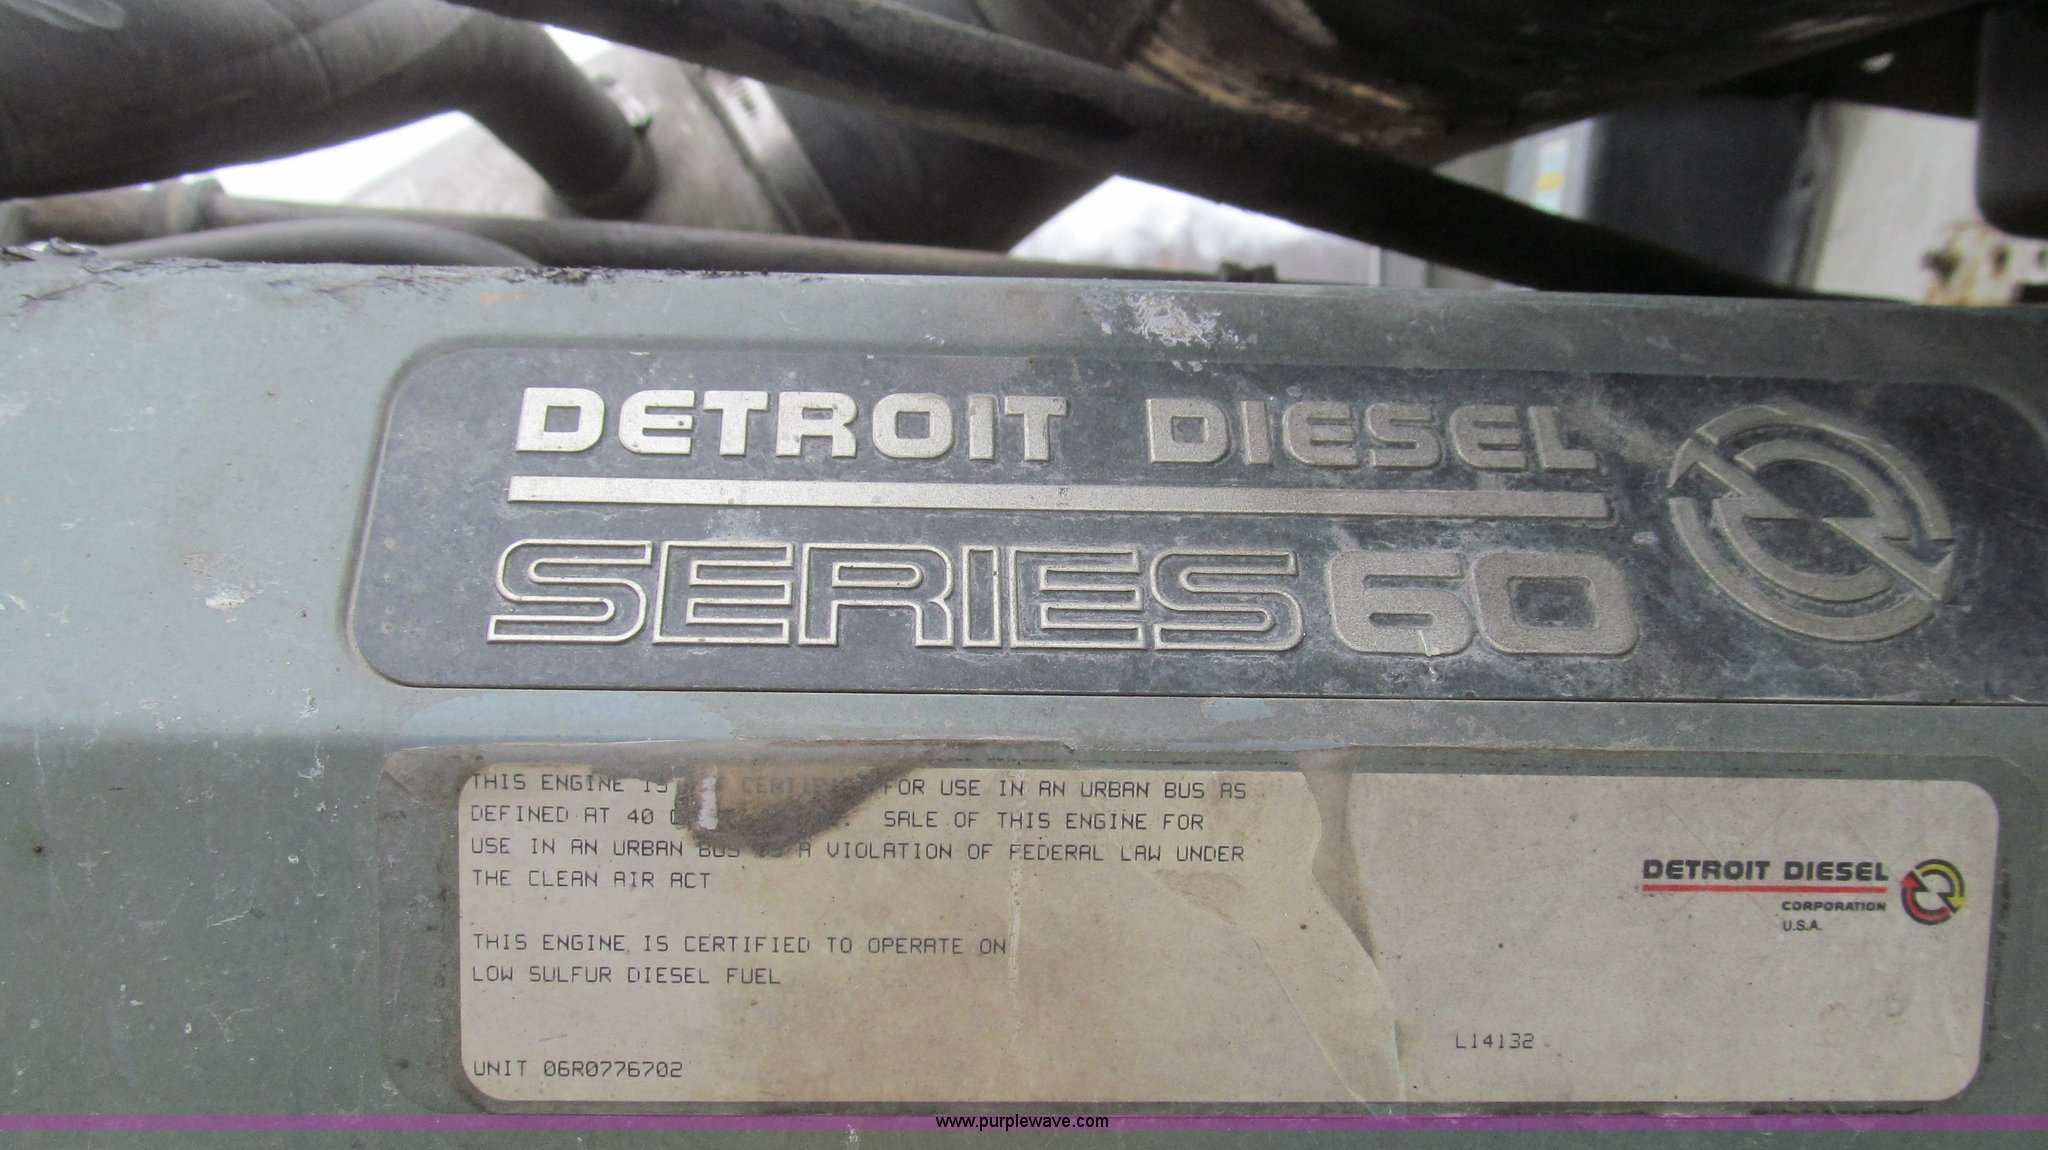 DETROIT DIESEL
SERIES 60
THIS ENGINE IS CERTIFIED FOR USE IN AN URBAN BUS AS
DEFINED AT 40 SALE OF THIS ENGINE FOR
USE IN AN URBAN BUS IS A VIOLATION OF FEDERAL LAW UNDER
THE CLEAN AIR ACT
THIS ENGINE IS CERTIFIED TO OPERATE ON
LOW SULFUR DIESEL FUEL
DETROIT DIESEL
CORPORATION
U.S.A.
L14132
UNIT 06R0776702
www.purplewave.com